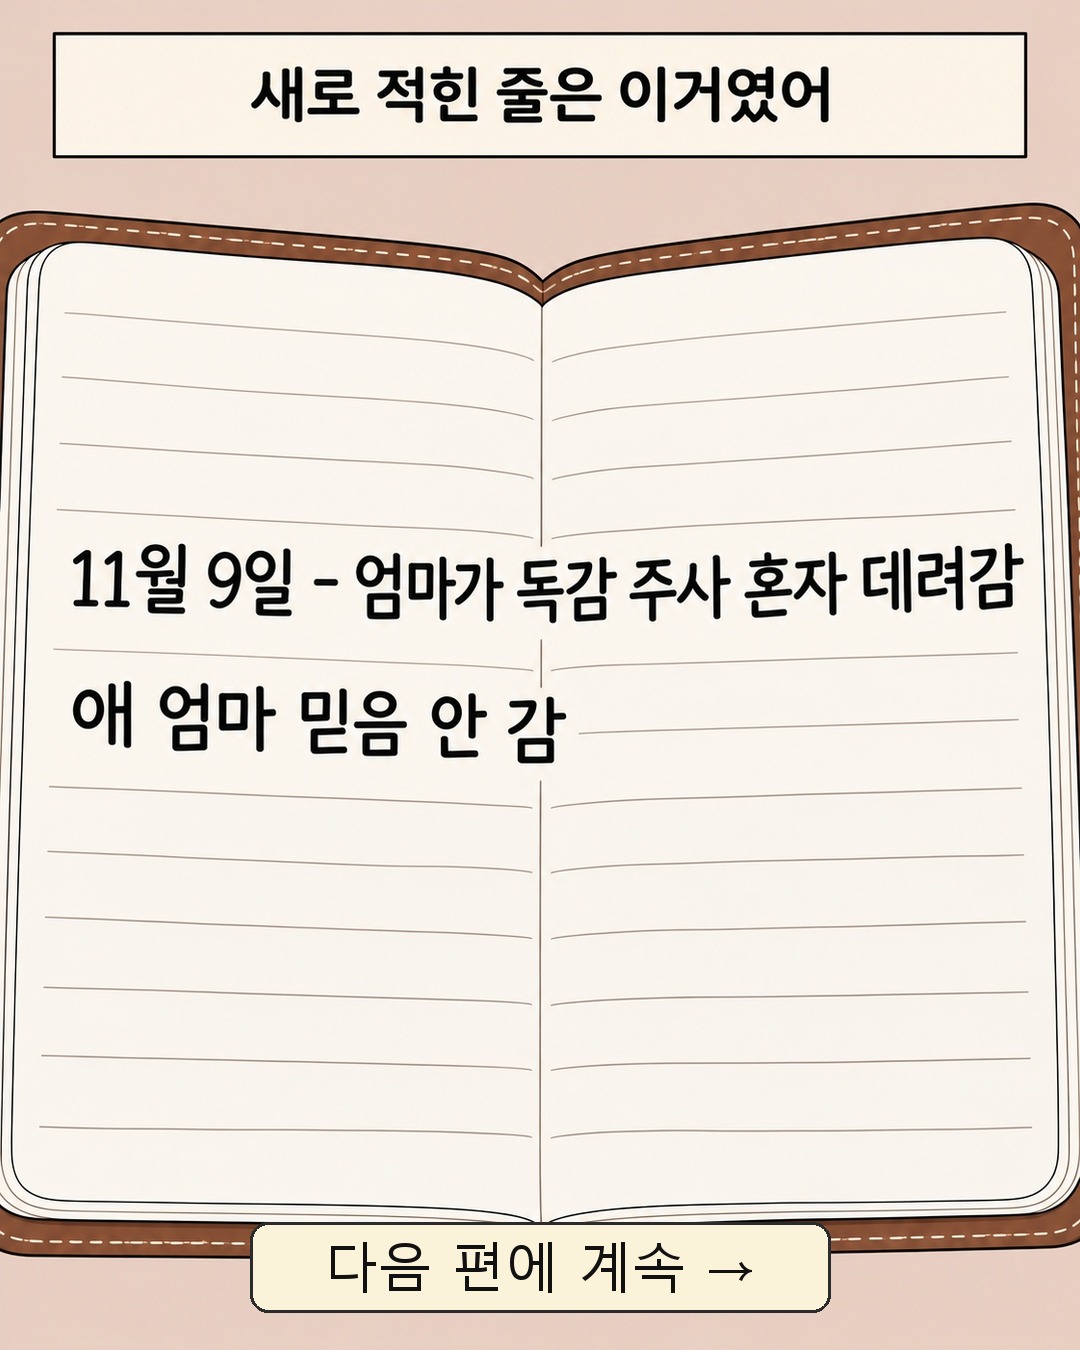 새로 적힌 줄은 이거였어
11월 9일 - 엄마가 독감 주사 혼자 데려감
애 엄마 믿음 안 감
다음 편에 계속 →